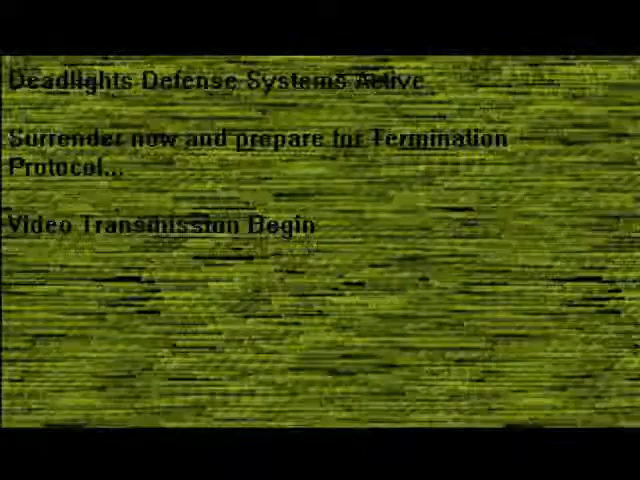 Deadlights Defense Systems Active
Surrender now and prepare for Termination
Protocol...
Video Transmission Begin